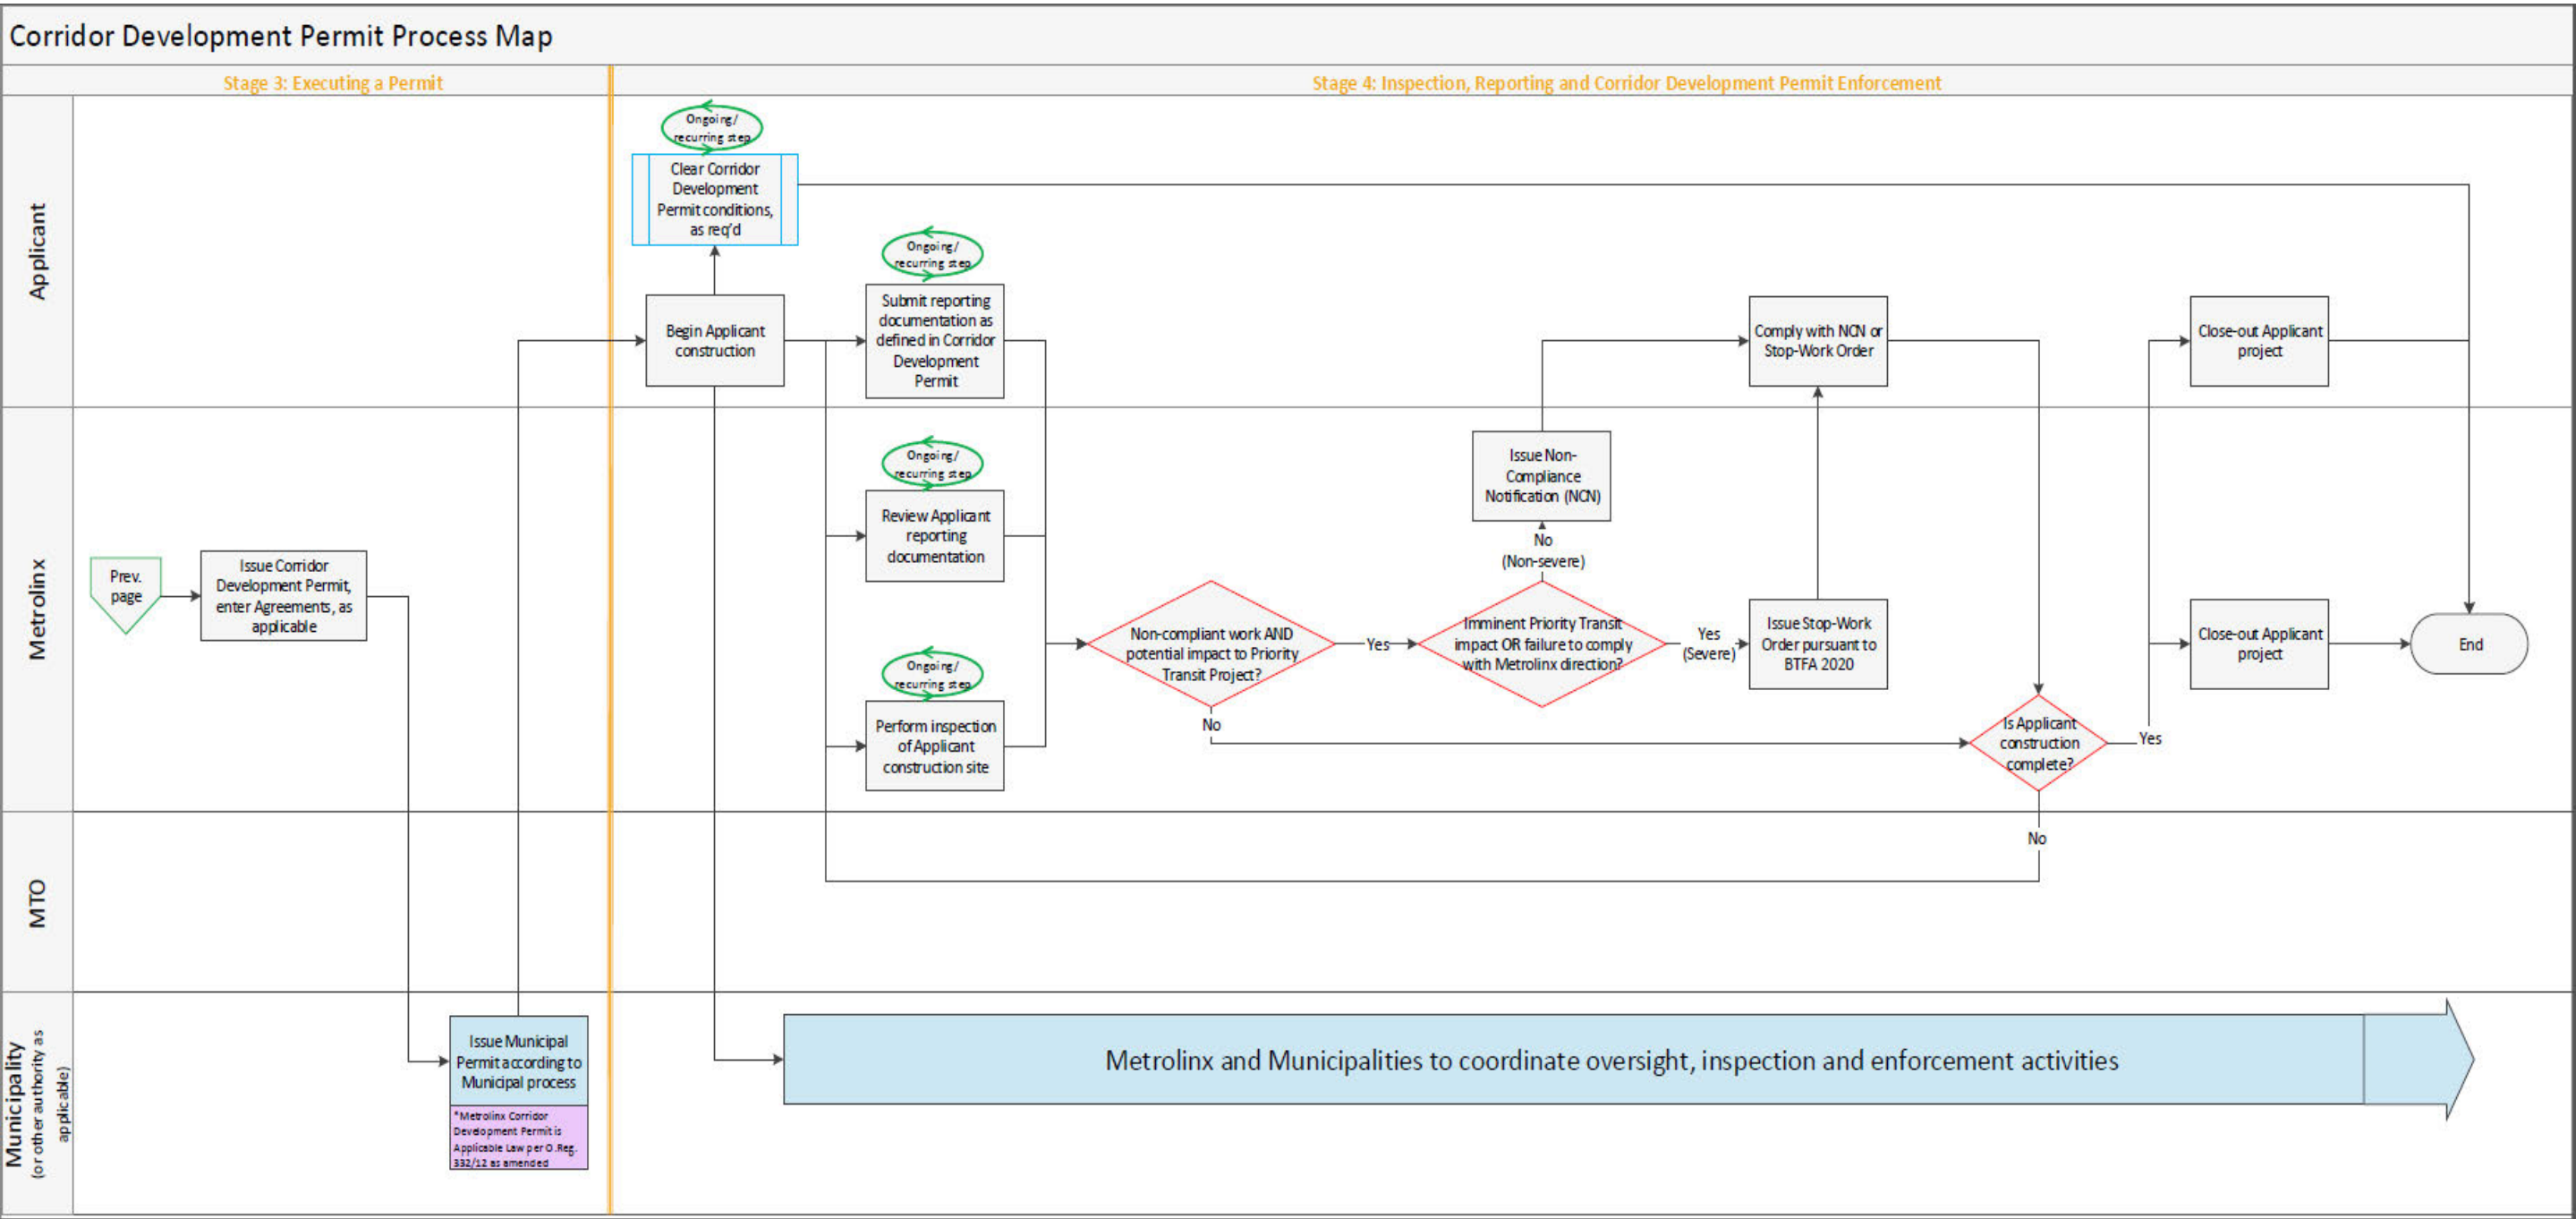 Corridor Development Permit Process Map
Stage 3: Executing a Permit
Stage 4: Inspection, Reporting and Corridor Development Permit Enforcement
Applicant
Ongoing/
recurring step
Clear Corridor
Development
Permit conditions,
as req'd
Begin Applicant
construction
Ongoing/
recurring step
Submit reporting
documentation as
defined in Corridor
Development
Permit
Comply with NCN or
Stop-Work Order
Close-out Applicant
project
Metrolinx
Prev.
page
Issue Corridor
Development Permit,
enter Agreements, as
applicable
Ongoing/
recurring step
Review Applicant
reporting
documentation
Ongoing/
recurring step
Perform inspection
of Applicant
construction site
Non-compliant work AND
potential impact to Priority
Transit Project?
Yes
No
Imminent Priority Transit
impact OR failure to comply
with Metrolinx direction?
No
(Non-severe)
Issue Non-
Compliance
Notification (NCN)
Yes
(Severe)
Issue Stop-Work
Order pursuant to
BTFA 2020
Is Applicant
construction
complete?
Yes
No
Close-out Applicant
project
End
MTO
Municipality
(or other authority as
applicable)
Issue Municipal
Permit according to
Municipal process
*Metrolinx Corridor
Development Permit is
Applicable Law per O.Reg.
332/12 as amended
Metrolinx and Municipalities to coordinate oversight, inspection and enforcement activities